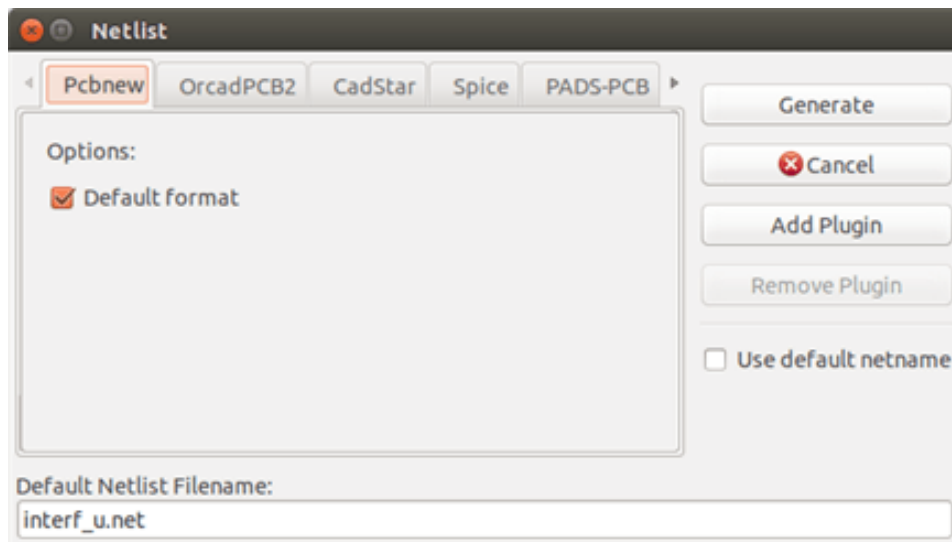 Netlist
Pcbnew OrcadPCB2 CadStar Spice PADS-PCB
Generate
Options:
Cancel
Default format
Add Plugin
Remove Plugin
Use default netname
Default Netlist Filename:
interf_u.net